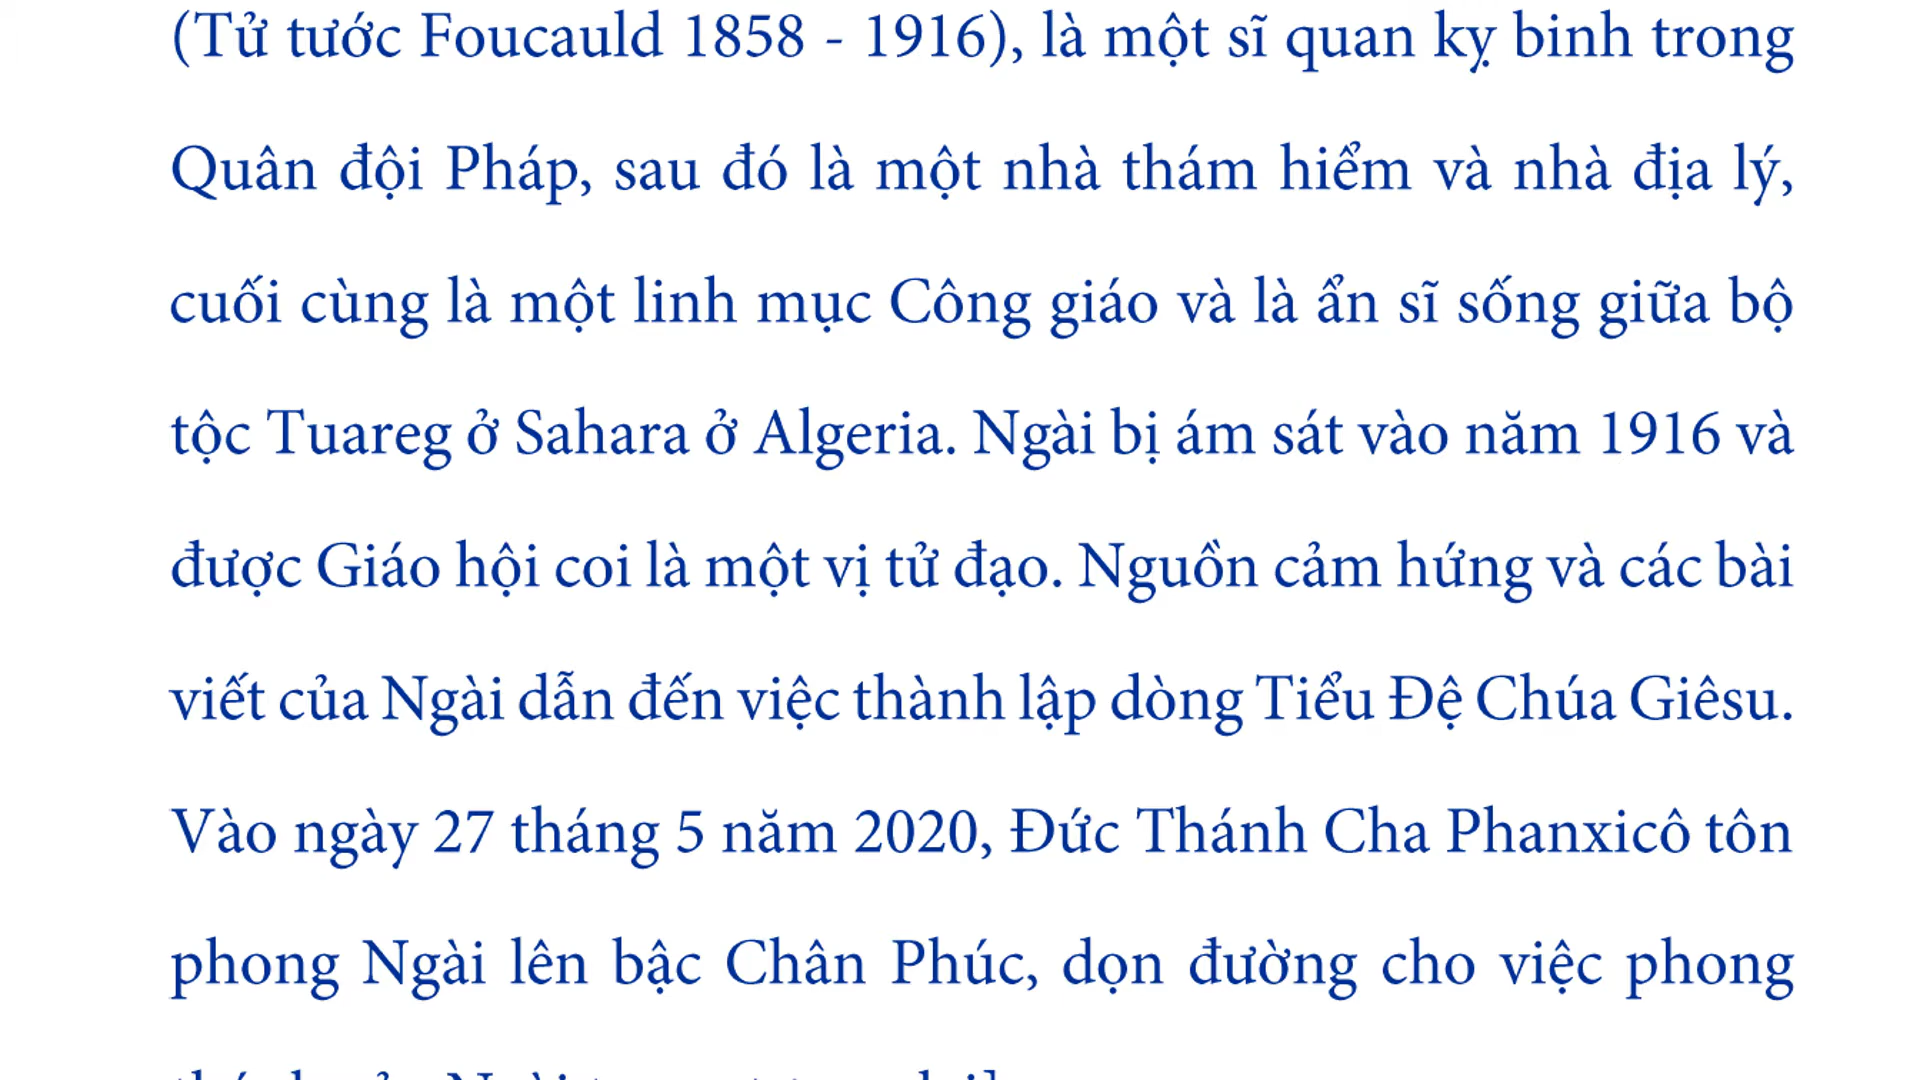 (Tử tước Foucauld 1858 - 1916), là một sĩ quan kỵ binh trong
Quân đội Pháp, sau đó là một nhà thám hiểm và nhà địa lý,
cuối cùng là một linh mục Công giáo và là ẩn sĩ sống giữa bộ
tộc Tuareg ở Sahara ở Algeria. Ngài bị ám sát vào năm 1916 và
được Giáo hội coi là một vị tử đạo. Nguồn cảm hứng và các bài
viết của Ngài dẫn đến việc thành lập dòng Tiểu Đệ Chúa Giêsu.
Vào ngày 27 tháng 5 năm 2020, Đức Thánh Cha Phanxicô tôn
phong Ngài lên bậc Chân Phúc, dọn đường cho việc phong